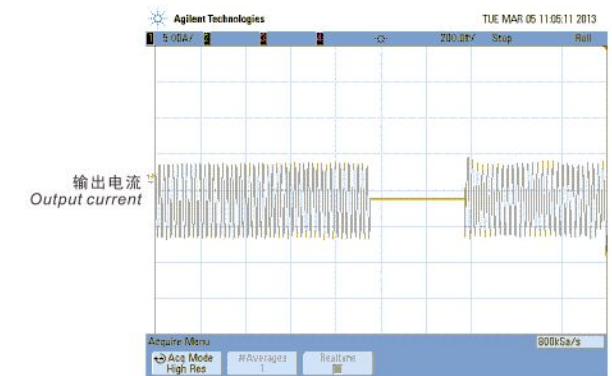 Agilent Technologies
TUE MAR 05 11:05:11 2013
1 5.00A/ 2 3 4 200.0㎳/ Stop Roll
输出电流
Output current
Acquire Menu
800kSa/s
Acq Mode
High Res
#Averages
1
Realtime